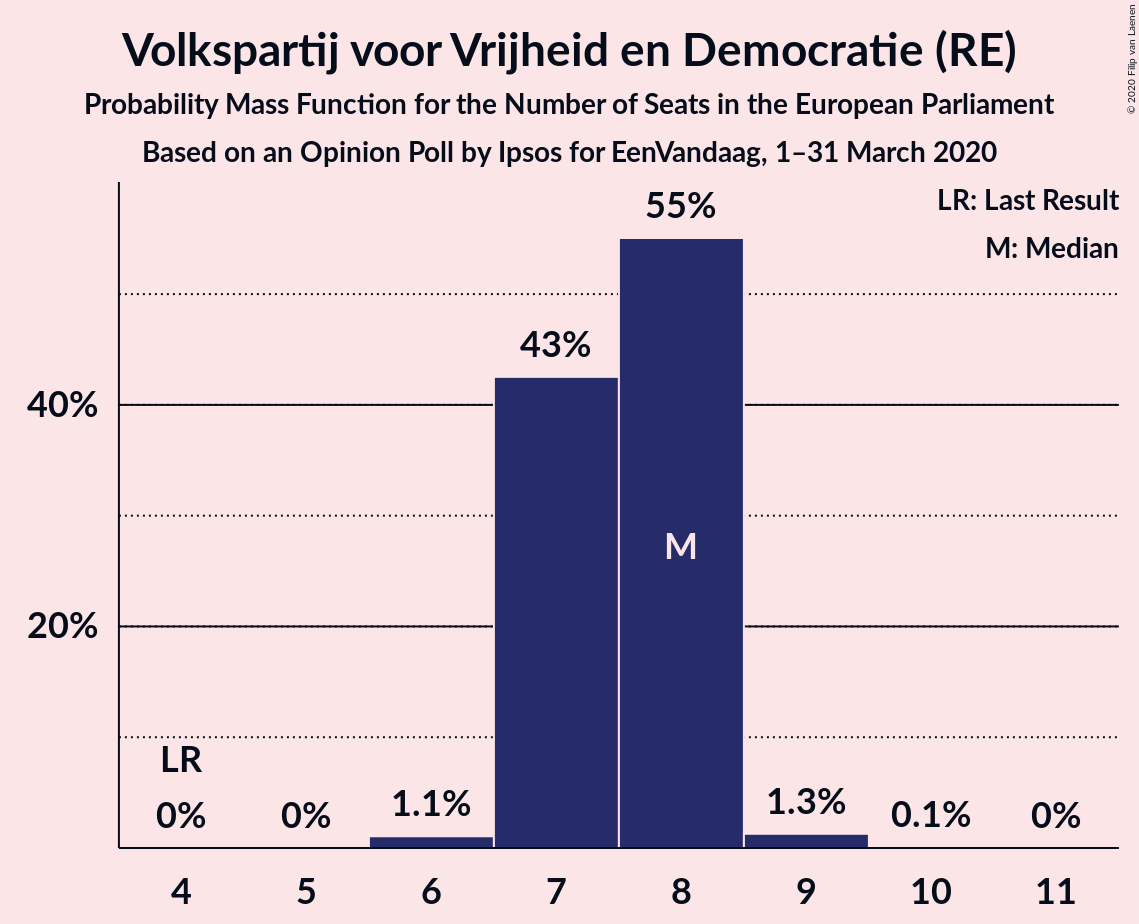 Volkspartij voor Vrijheid en Democratie (RE)
Probability Mass Function for the Number of Seats in the European Parliament
Based on an Opinion Poll by Ipsos for EenVandaag, 1–31 March 2020
© 2020 Filip van Laenen
LR: Last Result
M: Median
55%
43%
40%
M
20%
LR
0%
0%
1.1%
1.3%
0.1%
0%
4
5
6
7
8
9
10
11